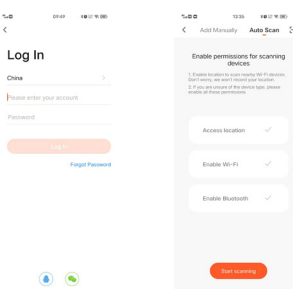 09:49
Log In
China
Please enter your account
Password
Log In
Forgot Password
13:35
Add Manually Auto Scan
Enable permissions for scanning
devices
1. Enable location to scan nearby Wi-Fi devices.
Don't worry, we won't record your location.
2. If you are unsure of the device type, please
enable all these permissions.
Access location
Enable Wi-Fi
Enable Bluetooth
Start scanning